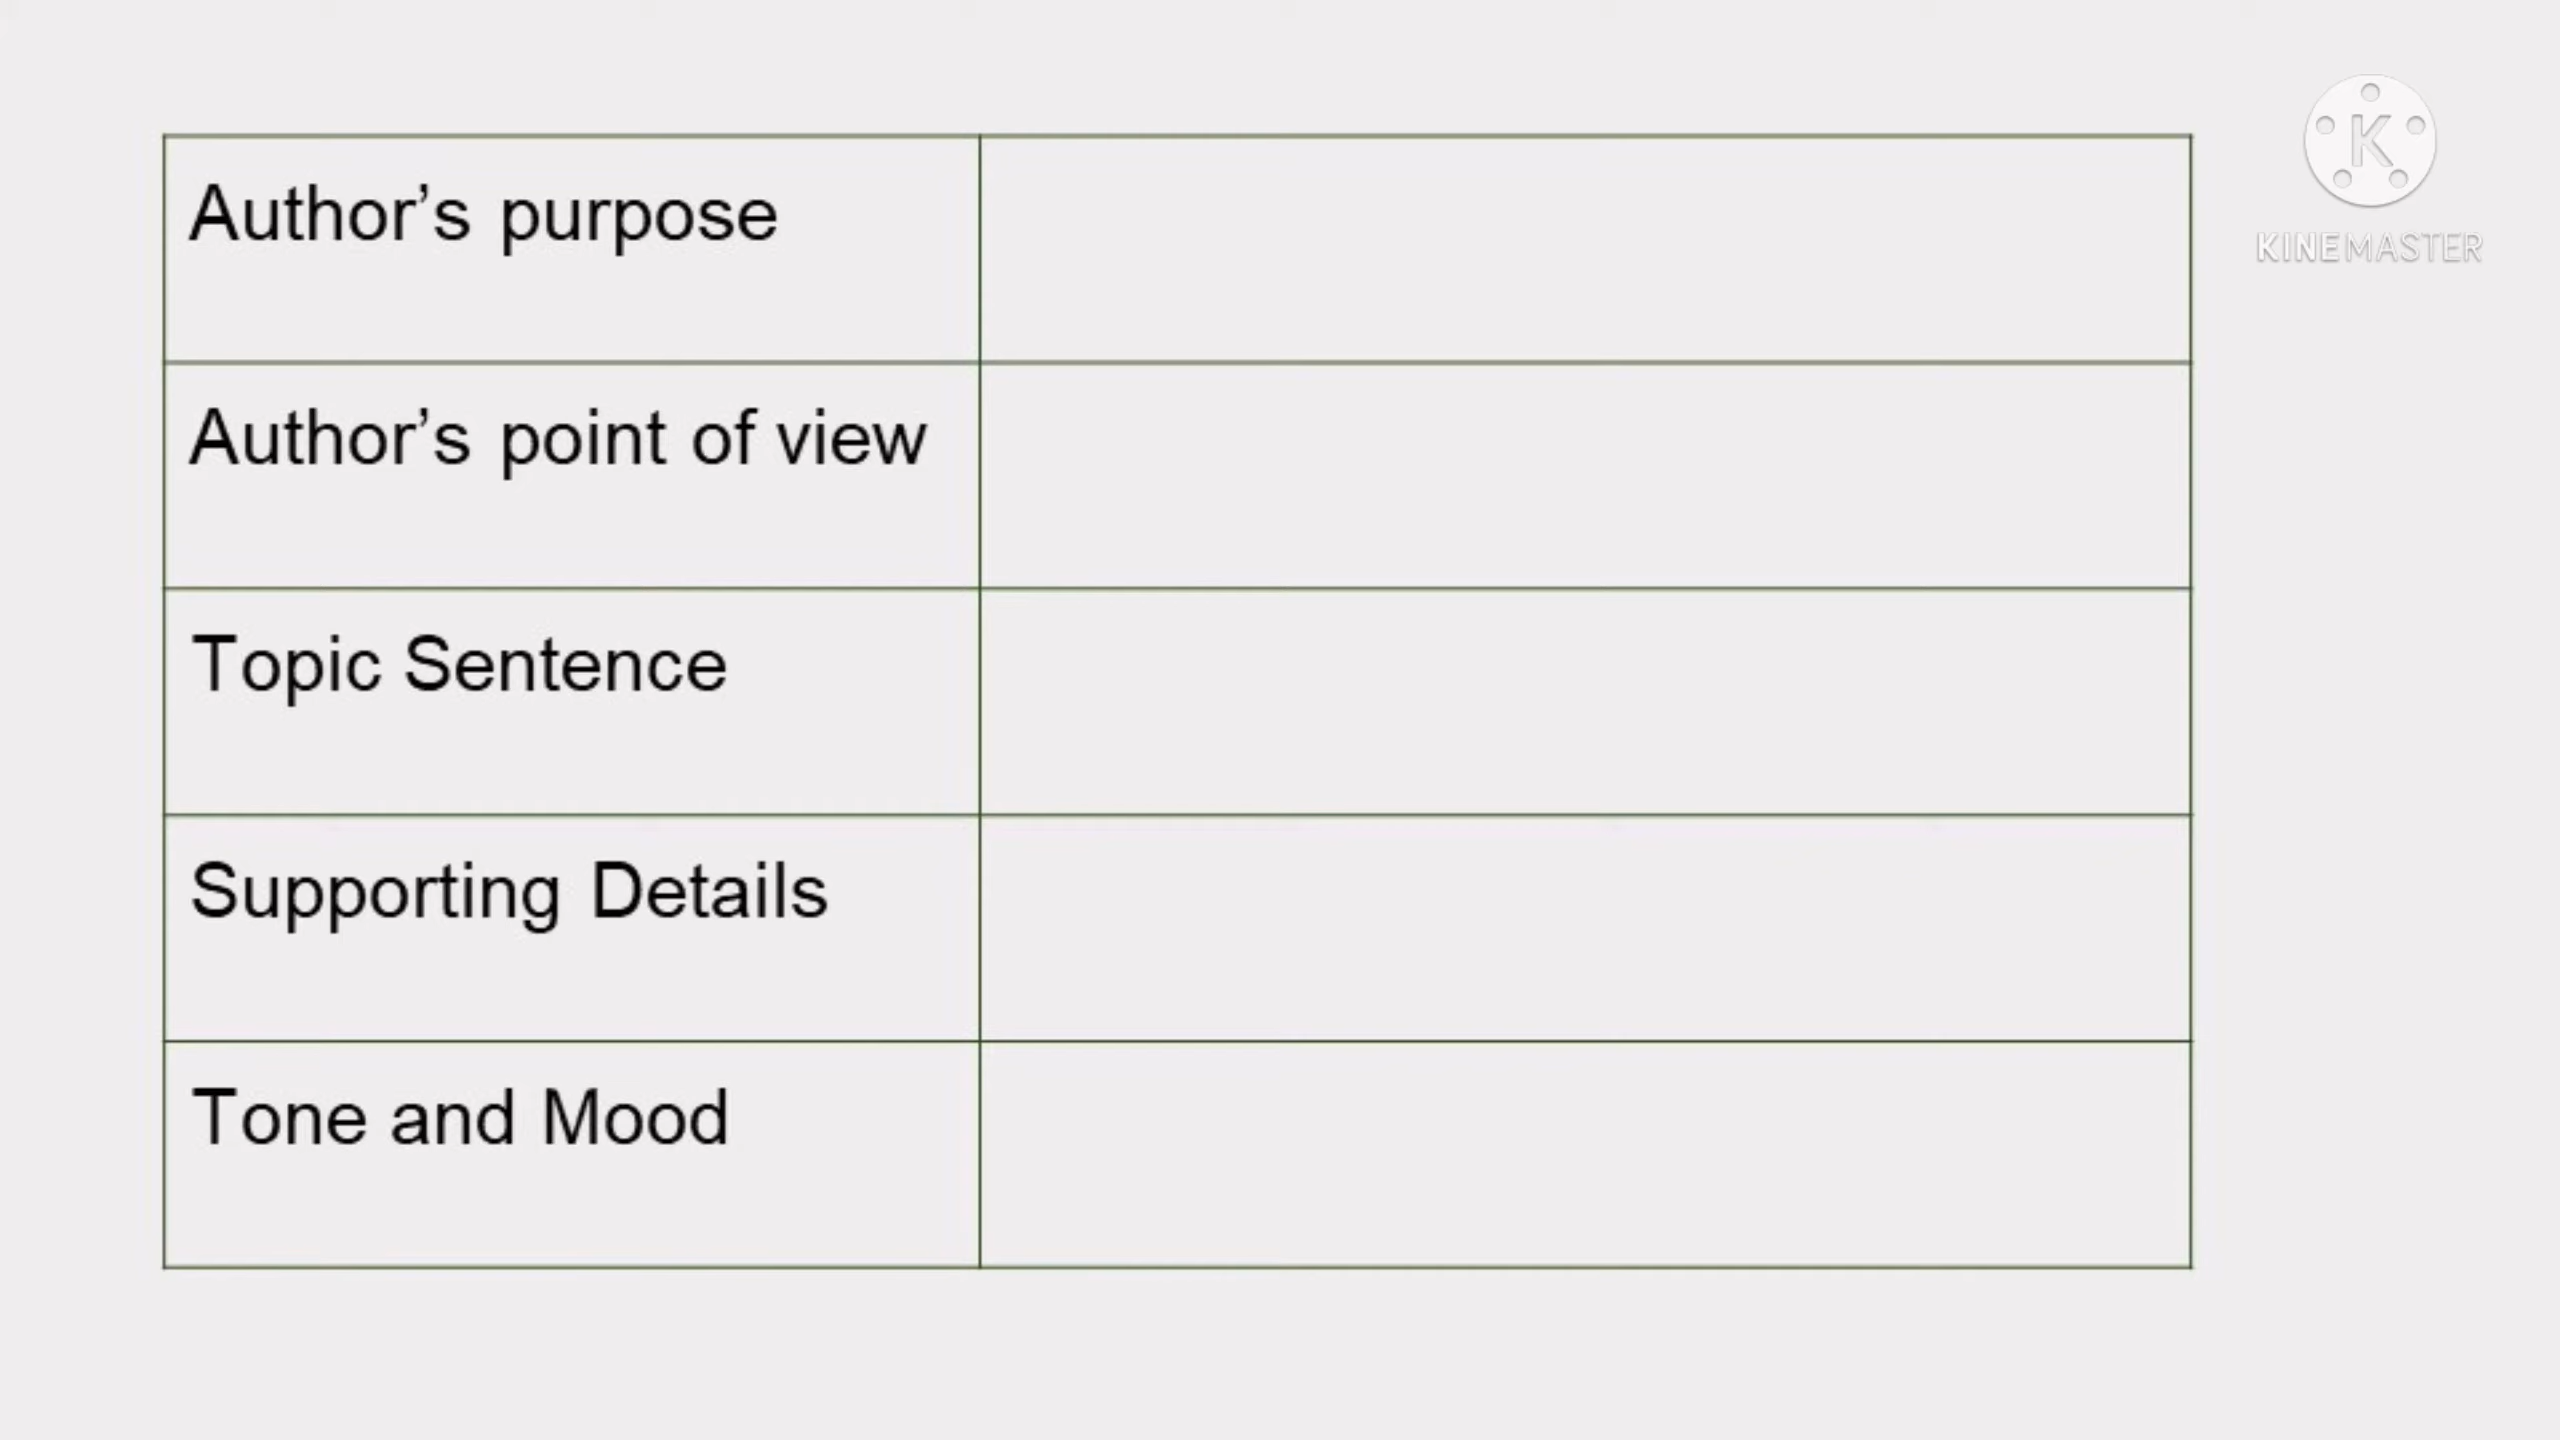 Author’s purpose
K
KINEMASTER
Author’s point of view
Topic Sentence
Supporting Details
Tone and Mood